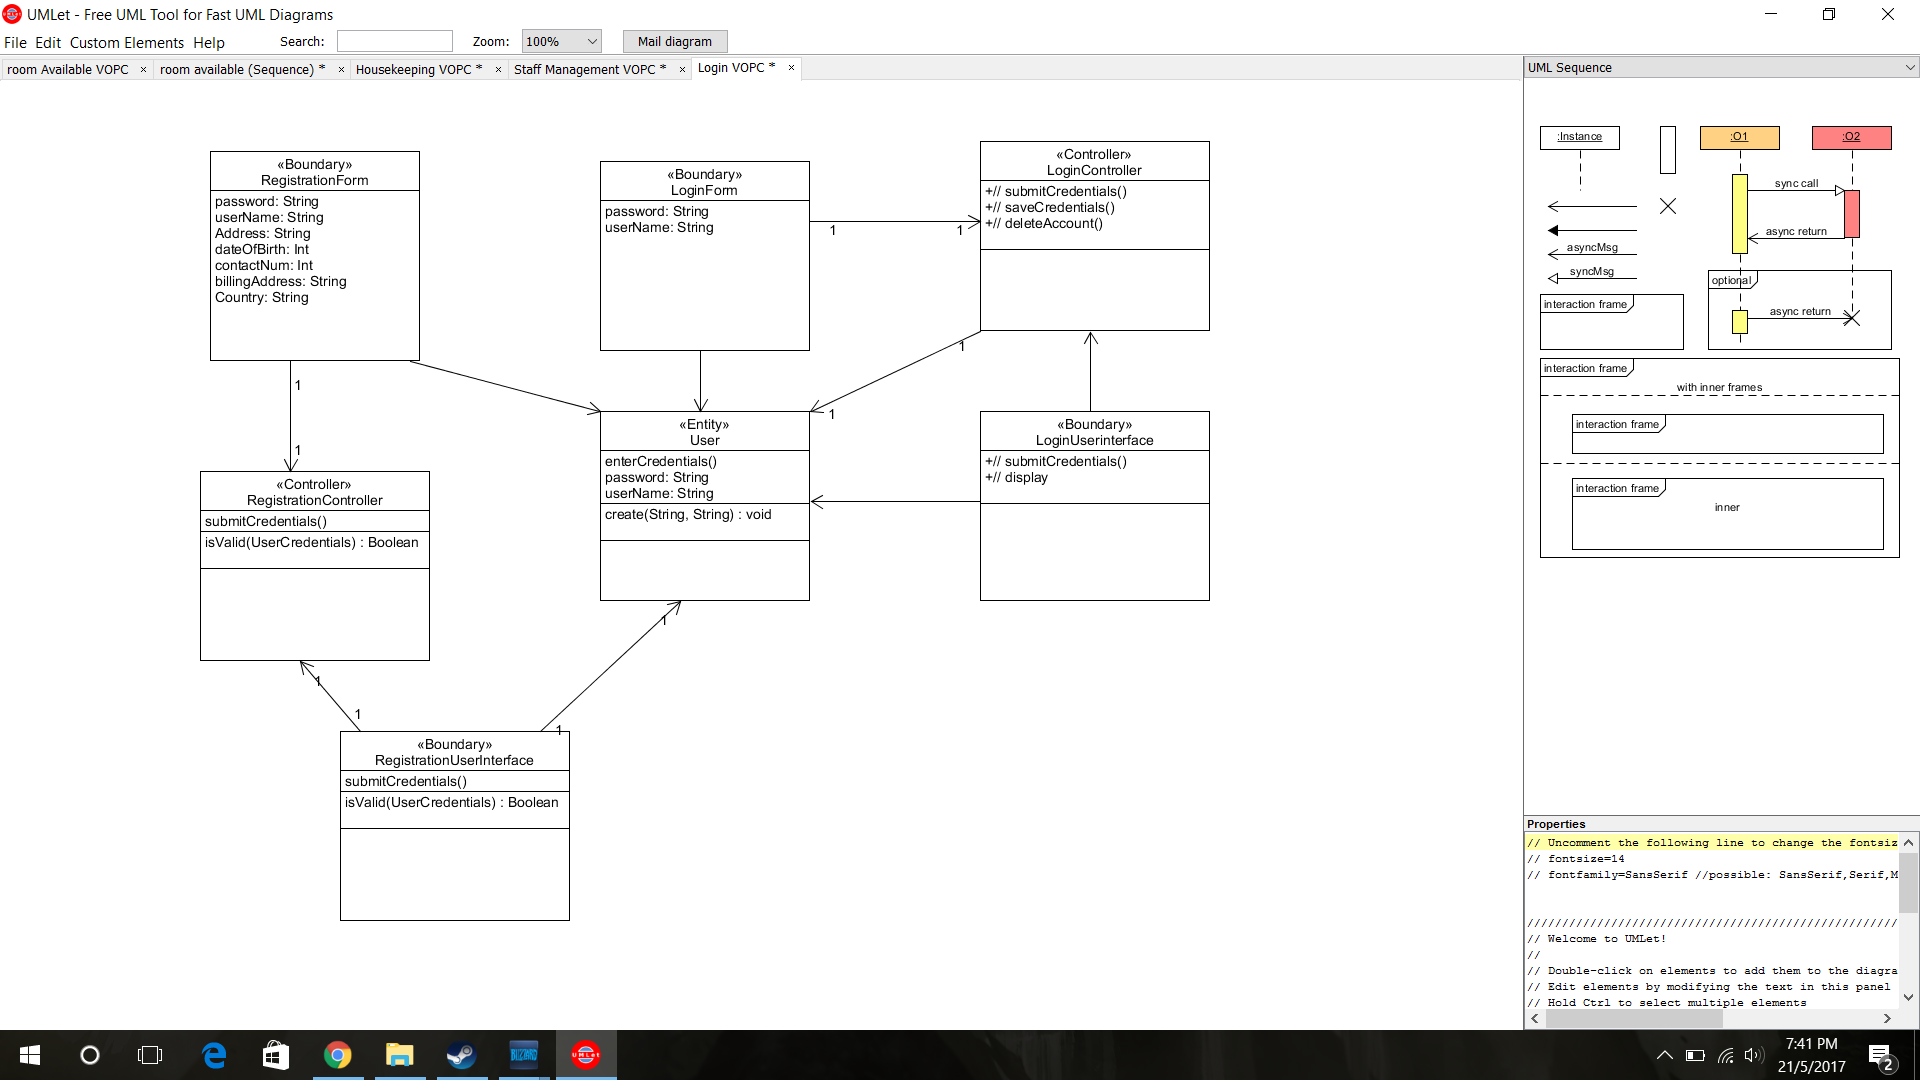 UMLet - Free UML Tool for Fast UML Diagrams
File Edit Custom Elements Help Search: Zoom: 100% Mail diagram
room Available VOPC room available (Sequence) * Housekeeping VOPC * Staff Management VOPC * Login VOPC *
«Boundary»
RegistrationForm
password: String
userName: String
Address: String
dateOfBirth: Int
contactNum: Int
billingAddress: String
Country: String
«Boundary»
LoginForm
password: String
userName: String
1
1
«Controller»
LoginController
+// submitCredentials()
+// saveCredentials()
+// deleteAccount()
1
1
1
1
«Controller»
RegistrationController
submitCredentials()
isValid(UserCredentials) : Boolean
«Entity»
User
enterCredentials()
password: String
userName: String
create(String, String) : void
«Boundary»
LoginUserinterface
+// submitCredentials()
+// display
1
1
1
1
«Boundary»
RegistrationUserInterface
submitCredentials()
isValid(UserCredentials) : Boolean
UML Sequence
:Instance
:O1
:O2
sync call
async return
asyncMsg
syncMsg
optional
async return
interaction frame
interaction frame
with inner frames
interaction frame
interaction frame
inner
Properties
// Uncomment the following line to change the fontsiz
// fontsize=14
// fontfamily=SansSerif //possible: SansSerif,Serif,M
/////////////////////////////////////////////////////
// Welcome to UMLet!
//
// Double-click on elements to add them to the diagra
// Edit elements by modifying the text in this panel
// Hold Ctrl to select multiple elements
BLIZZARD
UMLet
7:41 PM
21/5/2017
2